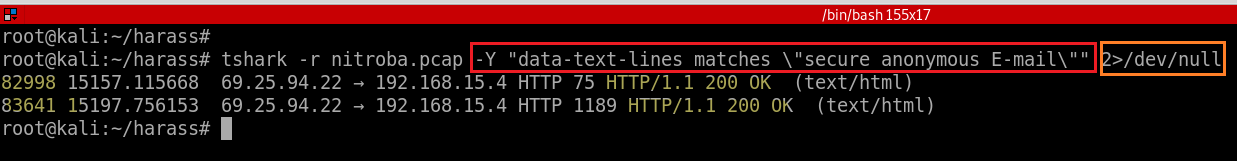 /bin/bash 155x17
root@kali:~/harass#
root@kali:~/harass# tshark -r nitroba.pcap -Y "data-text-lines matches \"secure anonymous E-mail\"" 2>/dev/null
82998 15157.115668  69.25.94.22 → 192.168.15.4 HTTP 75 HTTP/1.1 200 OK  (text/html)
83641 15197.756153  69.25.94.22 → 192.168.15.4 HTTP 1189 HTTP/1.1 200 OK  (text/html)
root@kali:~/harass#